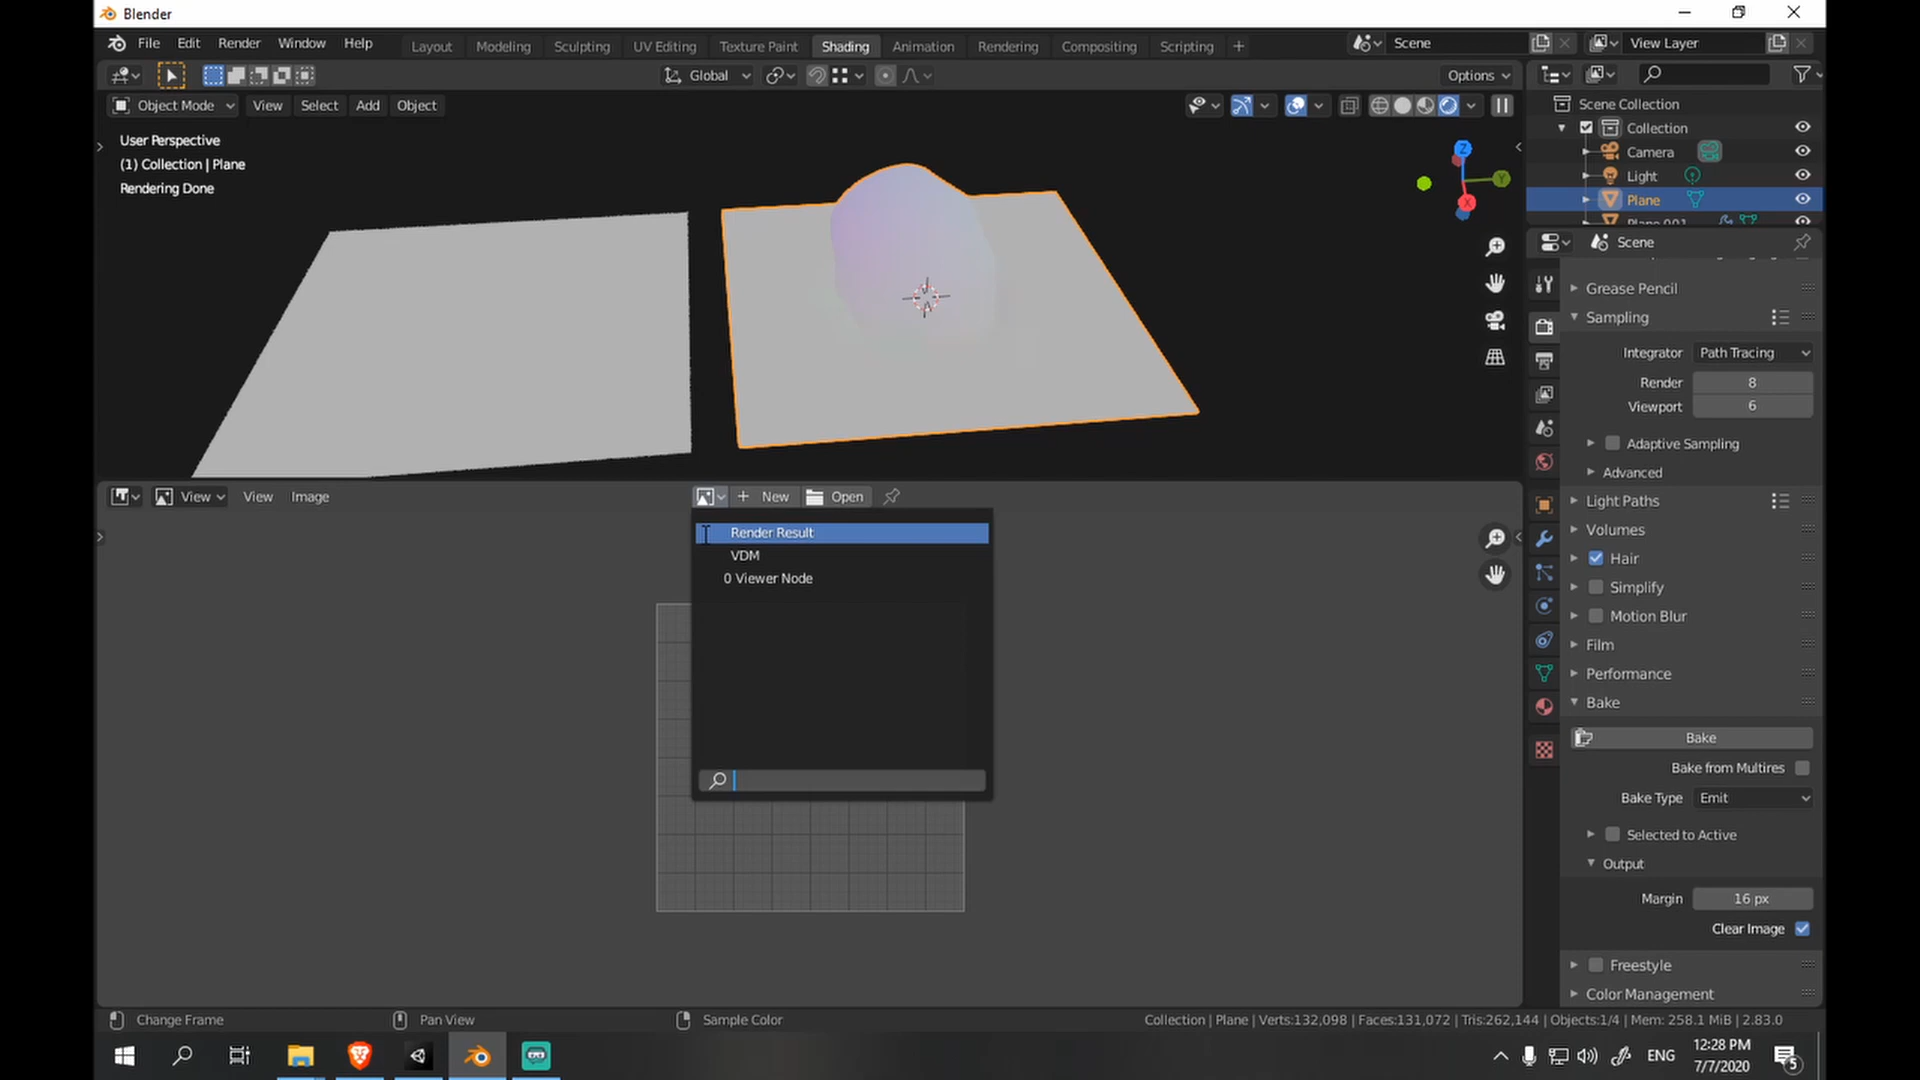 Blender
File Edit Render Window Help
Layout Modeling Sculpting UV Editing Texture Paint Shading Animation Rendering Compositing Scripting +
Scene
View Layer
Global
Options
Object Mode View Select Add Object
User Perspective
(1) Collection | Plane
Rendering Done
Z
Y
X
Scene Collection
Collection
Camera
Light
Plane
Plane.001
Scene
Grease Pencil
Sampling
Integrator Path Tracing
Render 8
Viewport 6
Adaptive Sampling
Advanced
Light Paths
Volumes
Hair
Simplify
Motion Blur
Film
Performance
Bake
Bake
Bake from Multires
Bake Type Emit
Selected to Active
Output
Margin 16 px
Clear Image
Freestyle
Color Management
View View Image
+ New Open
Render Result
VDM
0 Viewer Node
Change Frame
Pan View
Sample Color
Collection | Plane | Verts:132,098 | Faces:131,072 | Tris:262,144 | Objects:1/4 | Mem: 258.1 MiB | 2.83.0
ENG
12:28 PM
7/7/2020
5